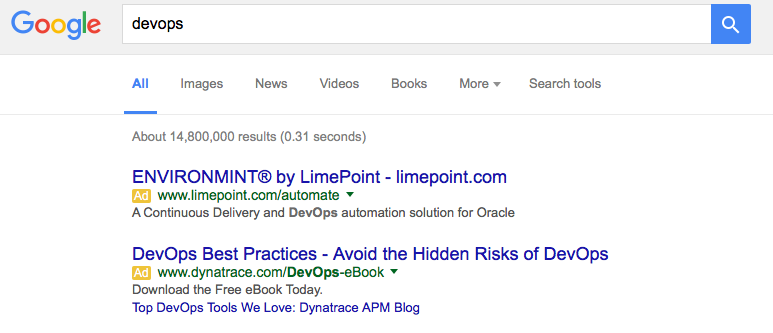 Google devops
All Images News Videos Books More Search tools
About 14,800,000 results (0.31 seconds)
ENVIRONMINT® by LimePoint - limepoint.com
Ad www.limepoint.com/automate
A Continuous Delivery and DevOps automation solution for Oracle
DevOps Best Practices - Avoid the Hidden Risks of DevOps
Ad www.dynatrace.com/DevOps-eBook
Download the Free eBook Today.
Top DevOps Tools We Love: Dynatrace APM Blog